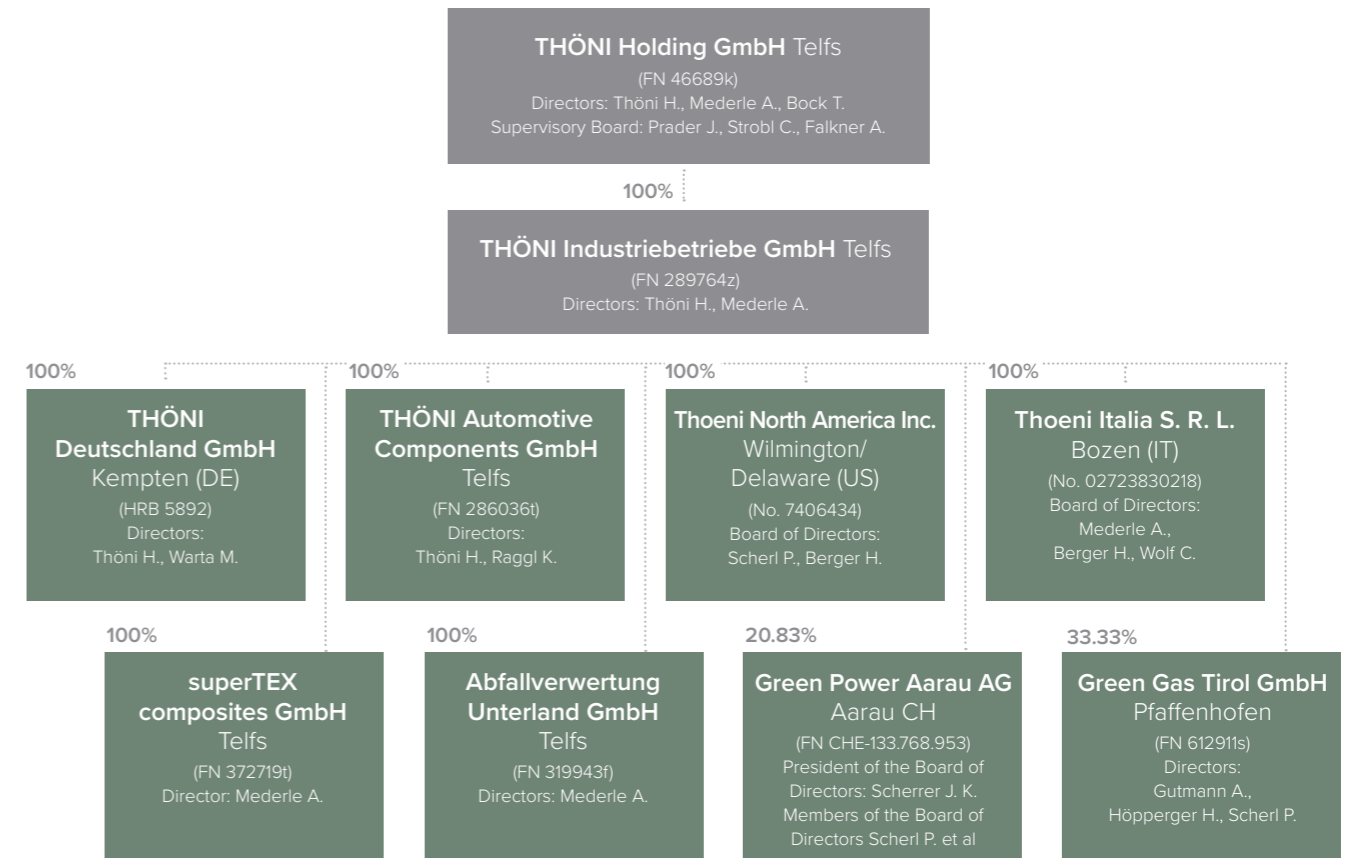 THÖNI Holding GmbH Telfs
(FN 46689k)
Directors: Thöni H., Mederle A., Bock T.
Supervisory Board: Prader J., Strobl C., Falkner A.
100%
THÖNI Industriebetriebe GmbH Telfs
(FN 289764z)
Directors: Thöni H., Mederle A.
100%
THÖNI
Deutschland GmbH
Kempten (DE)
(HRB 5892)
Directors:
Thöni H., Warta M.
100%
THÖNI Automotive
Components GmbH
Telfs
(FN 286036t)
Directors:
Thöni H., Raggl K.
100%
Thoeni North America Inc.
Wilmington/
Delaware (US)
(No. 7406434)
Board of Directors:
Scherl P., Berger H.
100%
Thoeni Italia S. R. L.
Bozen (IT)
(No. 02723830218)
Board of Directors:
Mederle A.,
Berger H., Wolf C.
100%
superTEX
composites GmbH
Telfs
(FN 372719t)
Director: Mederle A.
100%
Abfallverwertung
Unterland GmbH
Telfs
(FN 319943f)
Directors: Mederle A.
20.83%
Green Power Aarau AG
Aarau CH
(FN CHE-133.768.953)
President of the Board of
Directors: Scherrer J. K.
Members of the Board of
Directors Scherl P. et al
33.33%
Green Gas Tirol GmbH
Pfaffenhofen
(FN 612911s)
Directors:
Gutmann A.,
Höpperger H., Scherl P.